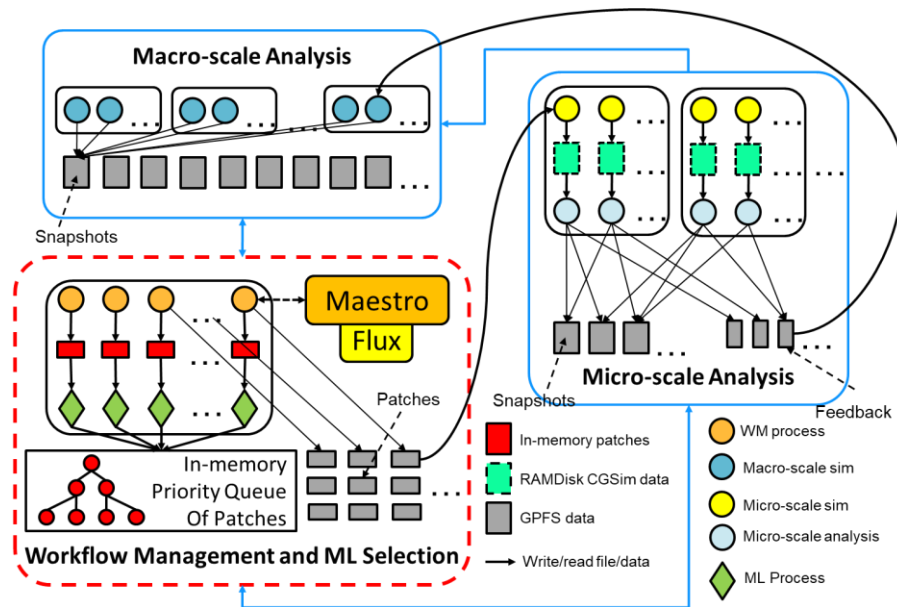 Macro-scale Analysis
... ... ...
...
...
Snapshots
Maestro
Flux
...
...
...
Patches
In-memory
Priority Queue
Of Patches
...
Workflow Management and ML Selection
... ...
... ... ...
... ...
... ...
Micro-scale Analysis
Snapshots
Feedback
In-memory patches
RAMDisk CGSim data
GPFS data
Write/read file/data
WM process
Macro-scale sim
Micro-scale sim
Micro-scale analysis
ML Process